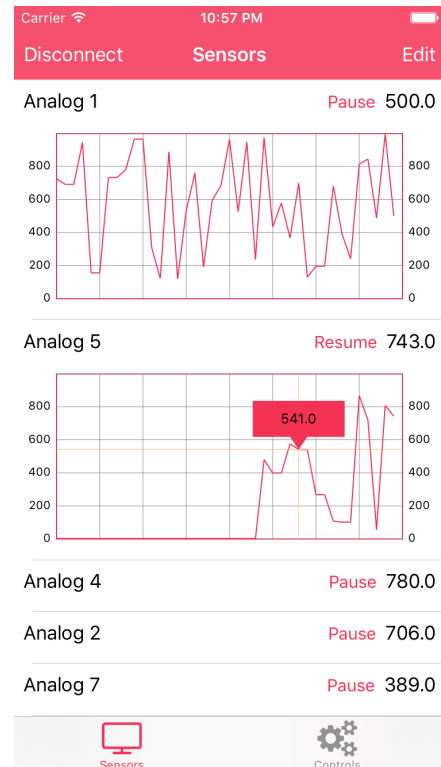 Carrier 10:57 PM
Disconnect Sensors Edit
Analog 1 Pause 500.0
800 800
600 600
400 400
200 200
0 0
Analog 5 Resume 743.0
800 800
541.0
600 600
400 400
200 200
0 0
Analog 4 Pause 780.0
Analog 2 Pause 706.0
Analog 7 Pause 389.0
Sensors Controls